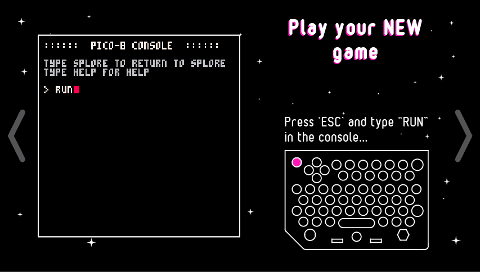 :::::: PICO-8 CONSOLE ::::::
TYPE SPLORE TO RETURN TO SPLORE
TYPE HELP FOR HELP
> RUN
Play your NEW
game
Press 'ESC' and type "RUN"
in the console...